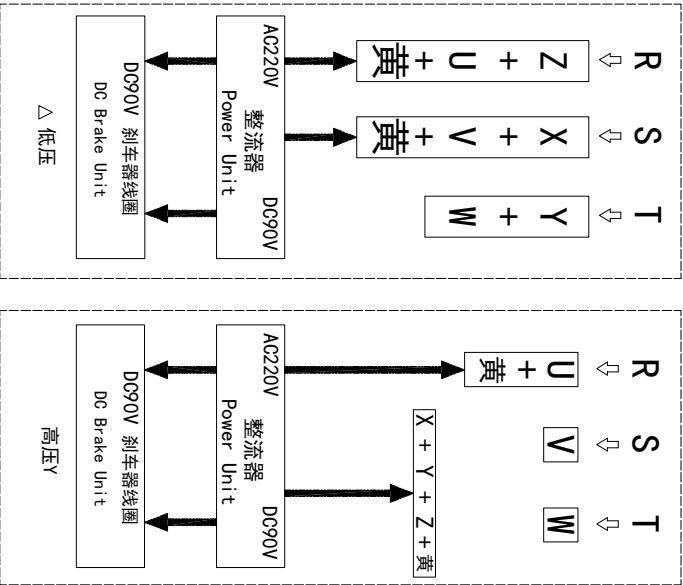 R S T
Z + U + 黄
X + V + 黄
Y + W
AC220V DC90V
整流器
Power Unit
DC90V 刹车器线圈
DC Brake Unit
△ 低压
R S T
U + 黄
V
W
X + Y + Z + 黄
AC220V DC90V
整流器
Power Unit
DC90V 刹车器线圈
DC Brake Unit
高压Y